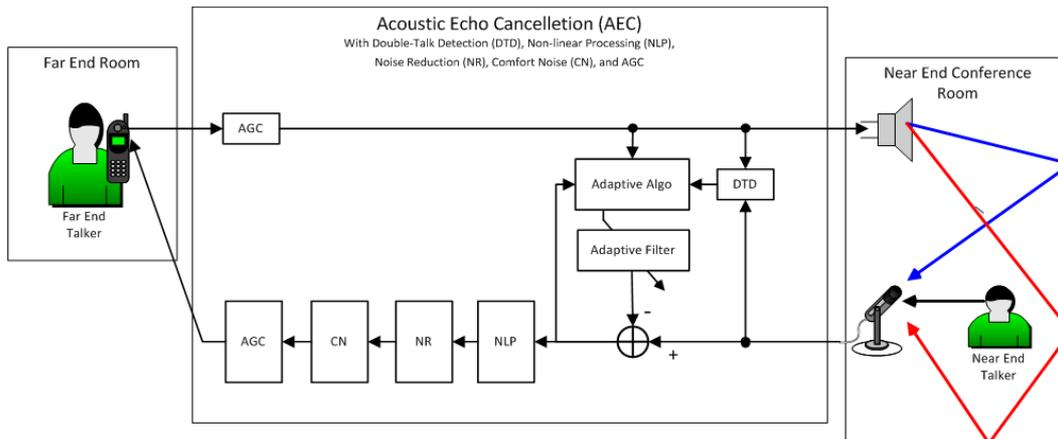 Acoustic Echo Cancelletion (AEC)
With Double-Talk Detection (DTD), Non-linear Processing (NLP),
Noise Reduction (NR), Comfort Noise (CN), and AGC
Far End Room
Near End Conference
Room
AGC
Adaptive Algo
DTD
Far End
Talker
Adaptive Filter
-
+
AGC
CN
NR
NLP
Near End
Talker